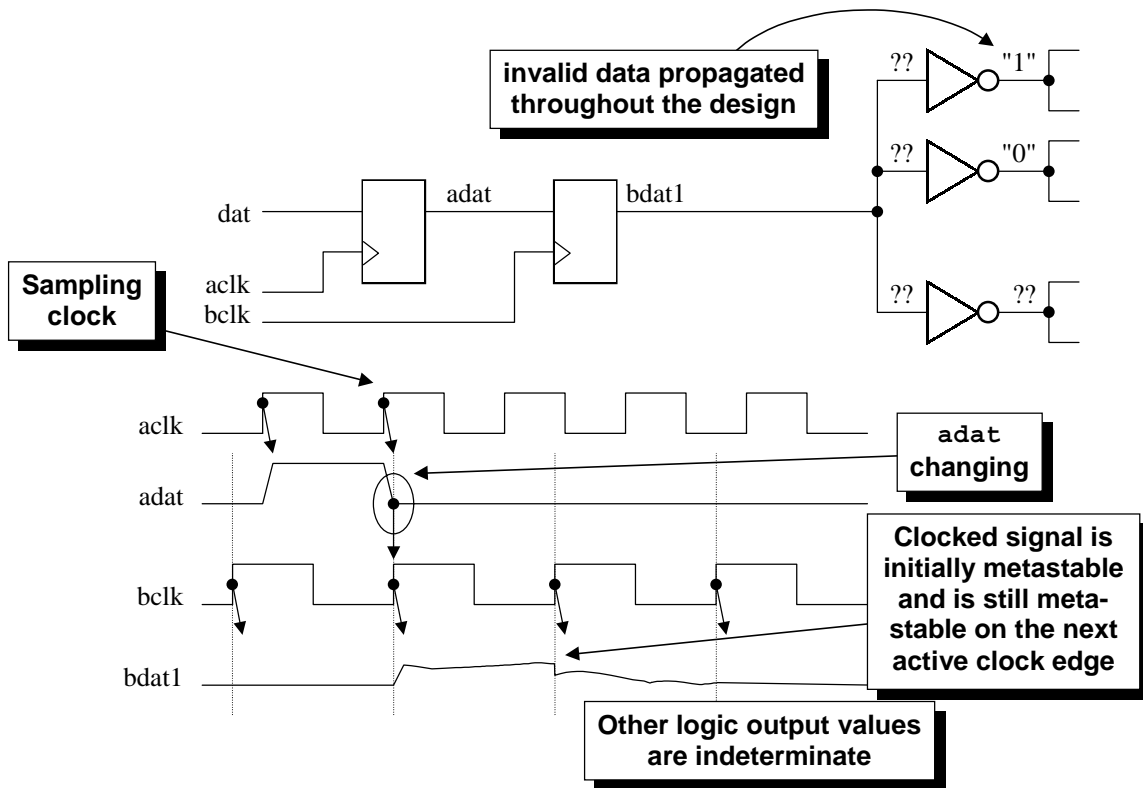 invalid data propagated
throughout the design
??
"1"
??
"0"
dat
adat
bdat1
aclk
bclk
??
??
Sampling
clock
aclk
adat
changing
adat
bclk
Clocked signal is
initially metastable
and is still meta-
stable on the next
active clock edge
bdat1
Other logic output values
are indeterminate